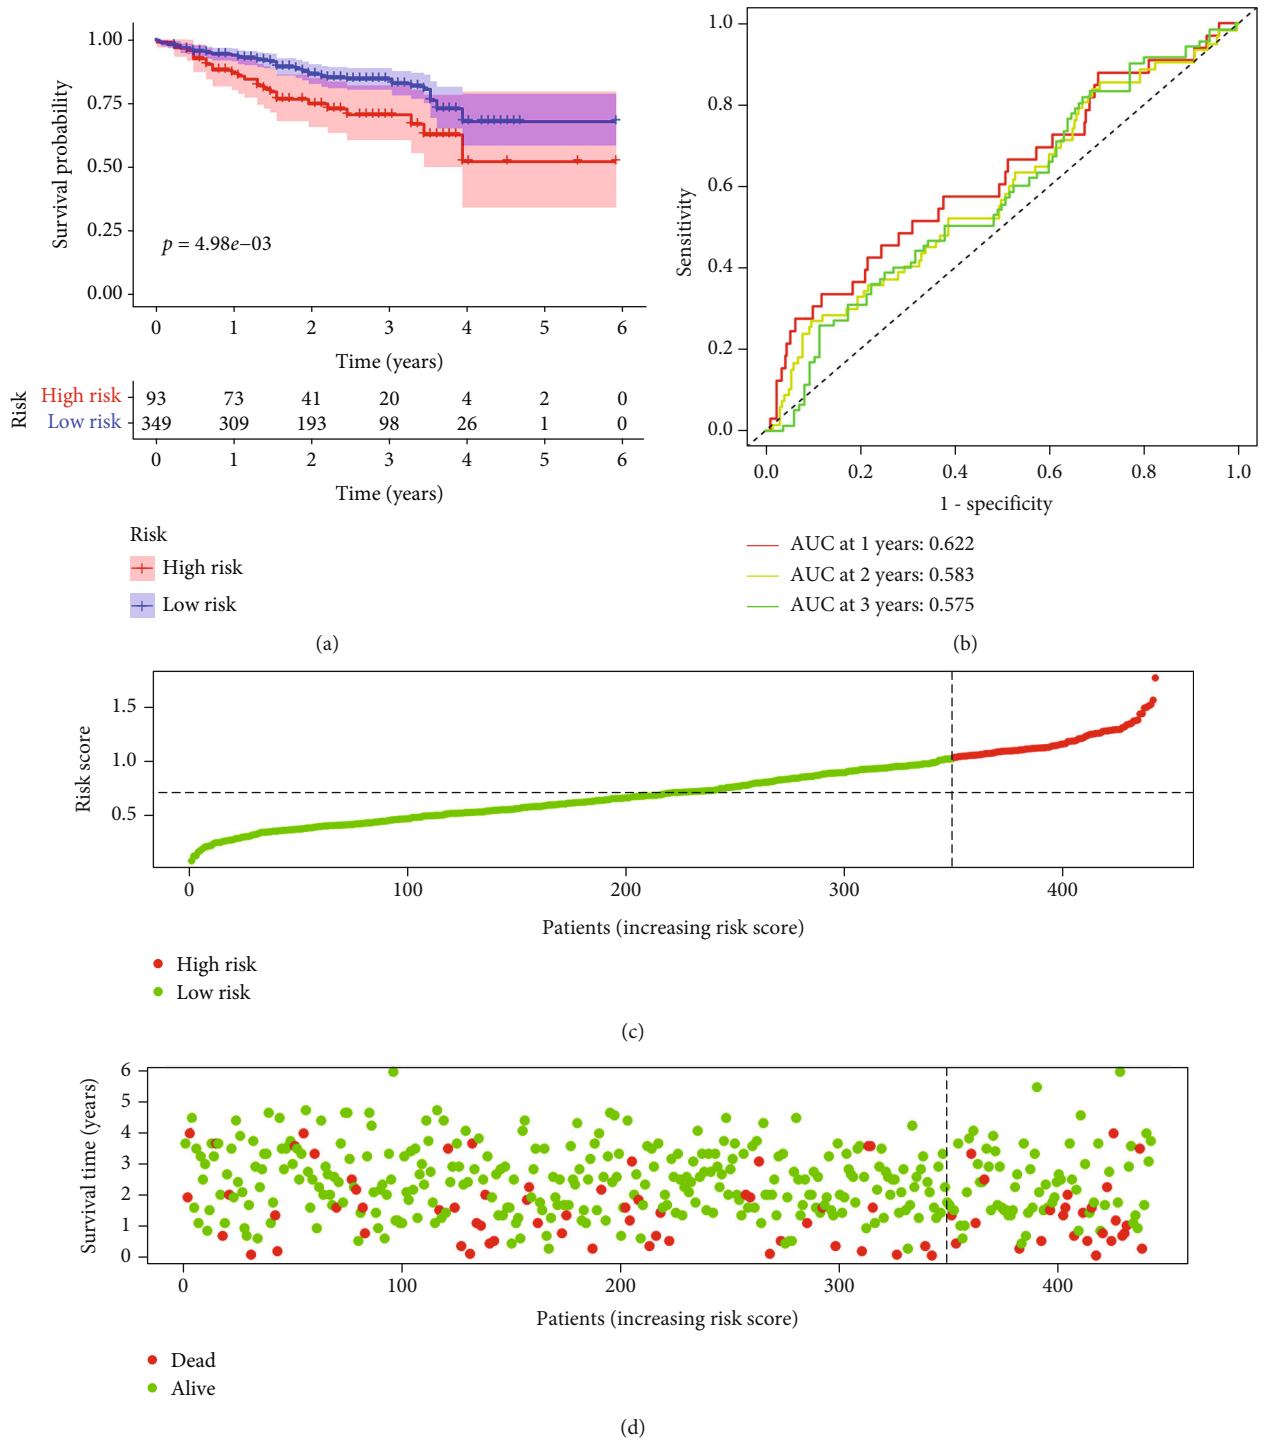 1.00
0.75
0.50
0.25
0.00
Survival probability
p = 4.98e−03
0 1 2 3 4 5 6
Time (years)
Risk
High risk 93 73 41 20 4 2 0
Low risk 349 309 193 98 26 1 0
0 1 2 3 4 5 6
Time (years)
Risk
High risk
Low risk
(a)
1.0
0.8
0.6
0.4
0.2
0.0
Sensitivity
0.0 0.2 0.4 0.6 0.8 1.0
1 - specificity
AUC at 1 years: 0.622
AUC at 2 years: 0.583
AUC at 3 years: 0.575
(b)
1.5
1.0
0.5
Risk score
0 100 200 300 400
Patients (increasing risk score)
High risk
Low risk
(c)
6
5
4
3
2
1
0
Survival time (years)
0 100 200 300 400
Patients (increasing risk score)
Dead
Alive
(d)